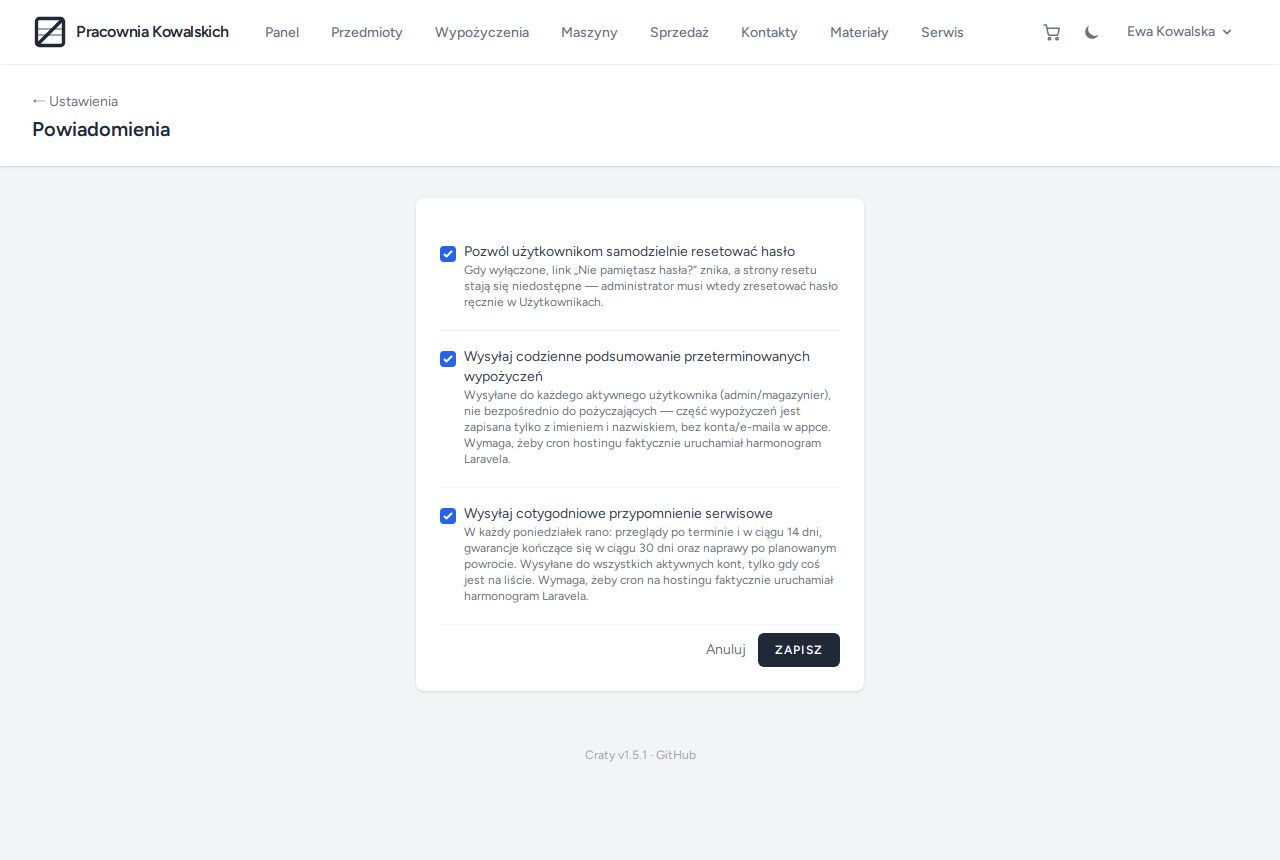 Pracownia Kowalskich
Panel
Przedmioty
Wypożyczenia
Maszyny
Sprzedaż
Kontakty
Materiały
Serwis
Ewa Kowalska
← Ustawienia
Powiadomienia
Pozwól użytkownikom samodzielnie resetować hasło
Gdy wyłączone, link „Nie pamiętasz hasła?” znika, a strony resetu
stają się niedostępne — administrator musi wtedy zresetować hasło
ręcznie w Użytkownikach.
Wysyłaj codzienne podsumowanie przeterminowanych
wypożyczeń
Wysyłane do każdego aktywnego użytkownika (admin/magazynier),
nie bezpośrednio do pożyczających — część wypożyczeń jest
zapisana tylko z imieniem i nazwiskiem, bez konta/e-maila w appce.
Wymaga, żeby cron hostingu faktycznie uruchamiał harmonogram
Laravela.
Wysyłaj cotygodniowe przypomnienie serwisowe
W każdy poniedziałek rano: przeglądy po terminie i w ciągu 14 dni,
gwarancje kończące się w ciągu 30 dni oraz naprawy po planowanym
powrocie. Wysyłane do wszystkich aktywnych kont, tylko gdy coś
jest na liście. Wymaga, żeby cron na hostingu faktycznie uruchamiał
harmonogram Laravela.
Anuluj
ZAPISZ
Craty v1.5.1 · GitHub